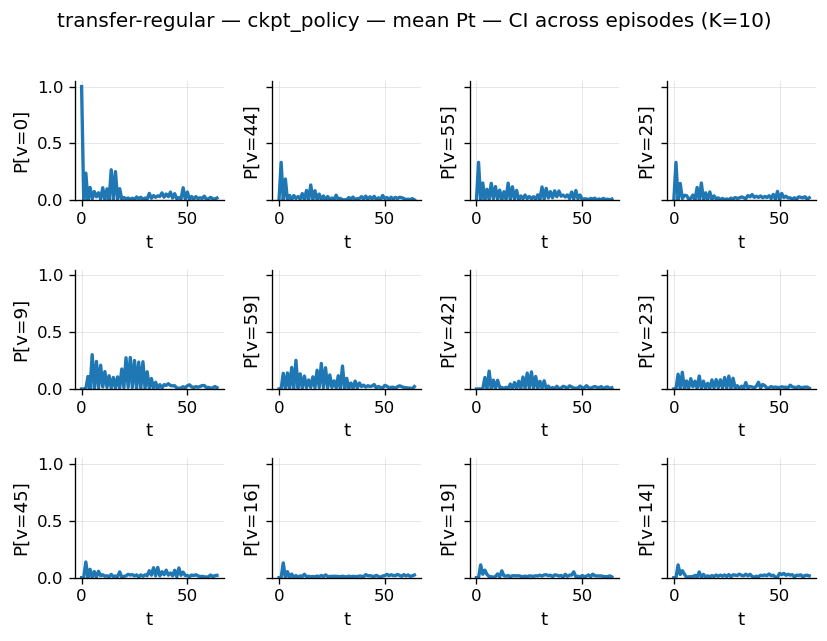 transfer-regular — ckpt_policy — mean Pt — CI across episodes (K=10)
1.0
0.5
0.0
P[v=0]
0 50
t
P[v=44]
0 50
t
P[v=55]
0 50
t
P[v=25]
0 50
t
1.0
0.5
0.0
P[v=9]
0 50
t
P[v=59]
0 50
t
P[v=42]
0 50
t
P[v=23]
0 50
t
1.0
0.5
0.0
P[v=45]
0 50
t
P[v=16]
0 50
t
P[v=19]
0 50
t
P[v=14]
0 50
t